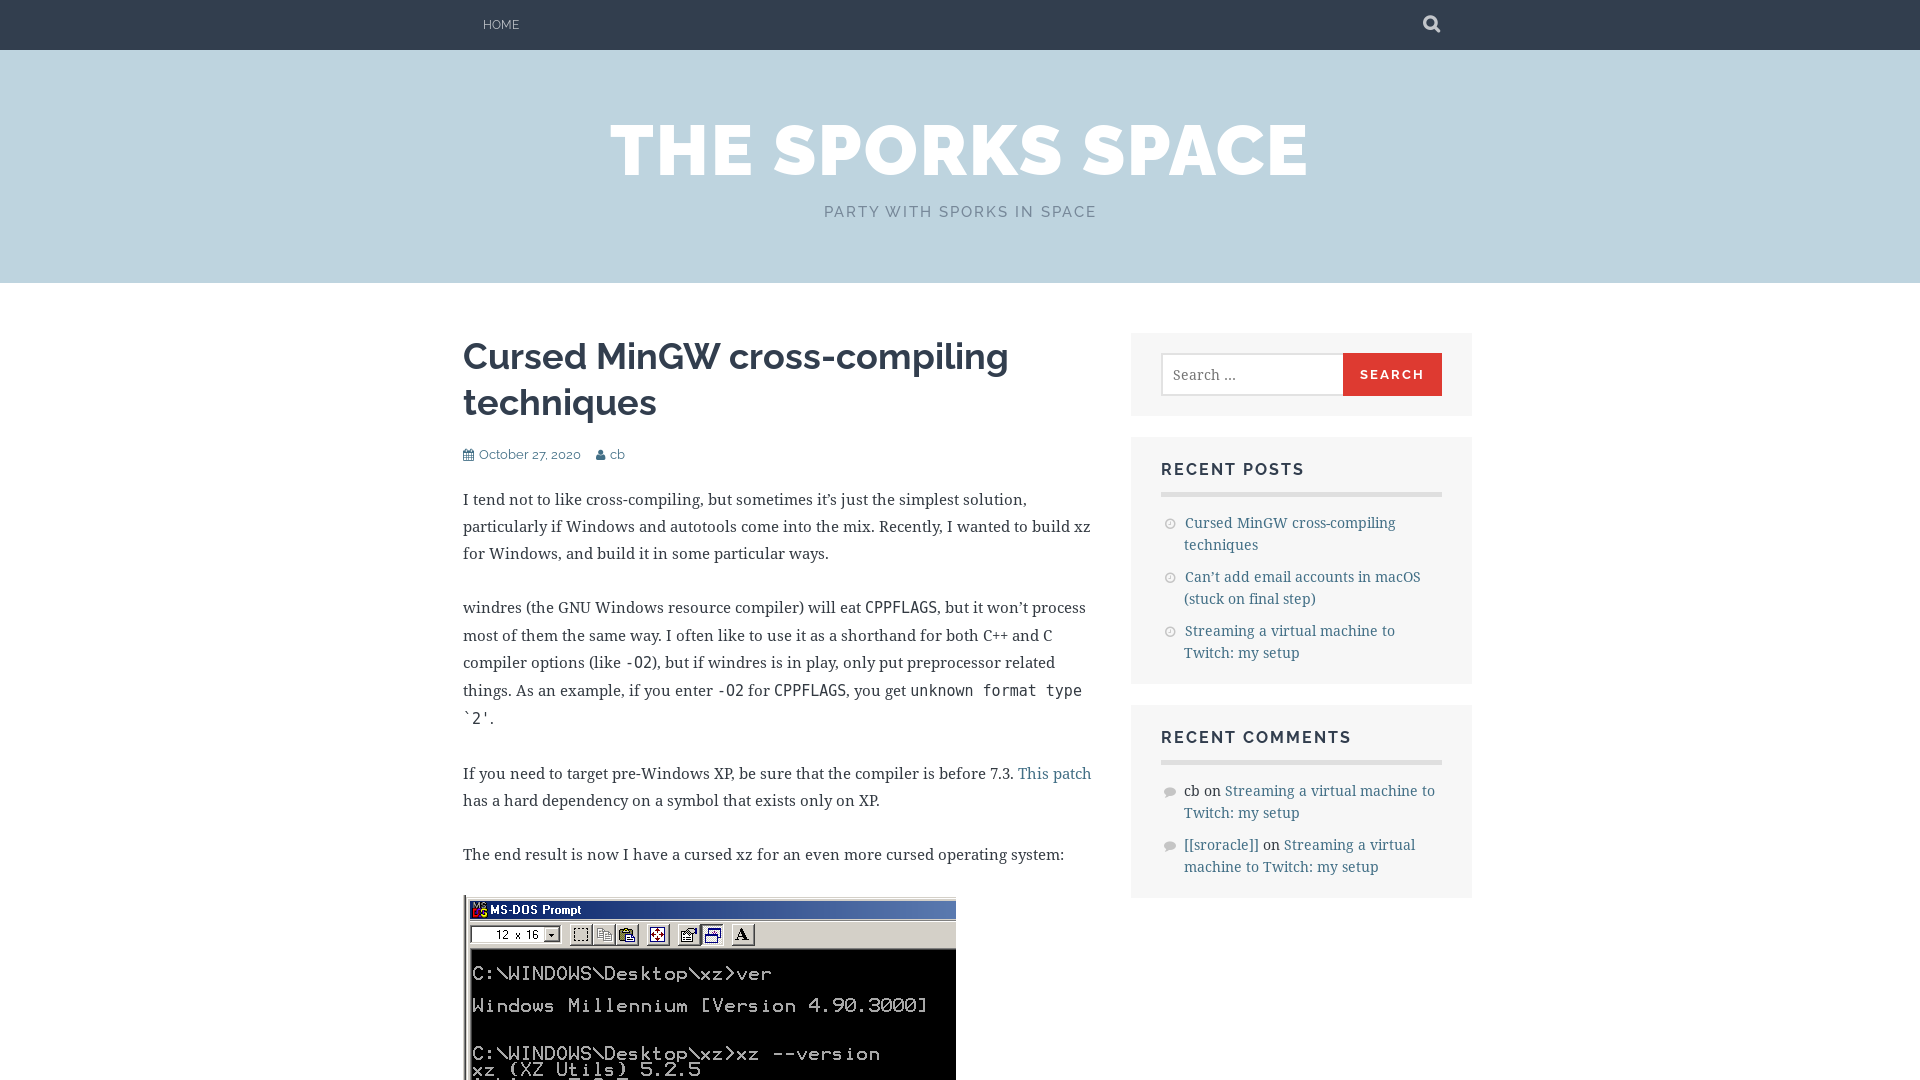 HOME
THE SPORKS SPACE
PARTY WITH SPORKS IN SPACE
Cursed MinGW cross-compiling
techniques
October 27, 2020 cb
I tend not to like cross-compiling, but sometimes it’s just the simplest solution,
particularly if Windows and autotools come into the mix. Recently, I wanted to build xz
for Windows, and build it in some particular ways.
windres (the GNU Windows resource compiler) will eat CPPFLAGS, but it won’t process
most of them the same way. I often like to use it as a shorthand for both C++ and C
compiler options (like -O2), but if windres is in play, only put preprocessor related
things. As an example, if you enter -O2 for CPPFLAGS, you get unknown format type
`2'.
If you need to target pre-Windows XP, be sure that the compiler is before 7.3. This patch
has a hard dependency on a symbol that exists only on XP.
The end result is now I have a cursed xz for an even more cursed operating system:
MS-DOS Prompt
12 x 16
A
C:\WINDOWS\Desktop\xz>ver
Windows Millennium [Version 4.90.3000]
C:\WINDOWS\Desktop\xz>xz --version
xz (XZ Utils) 5.2.5
Search …
SEARCH
RECENT POSTS
Cursed MinGW cross-compiling
techniques
Can’t add email accounts in macOS
(stuck on final step)
Streaming a virtual machine to
Twitch: my setup
RECENT COMMENTS
cb on Streaming a virtual machine to
Twitch: my setup
[[sroracle]] on Streaming a virtual
machine to Twitch: my setup